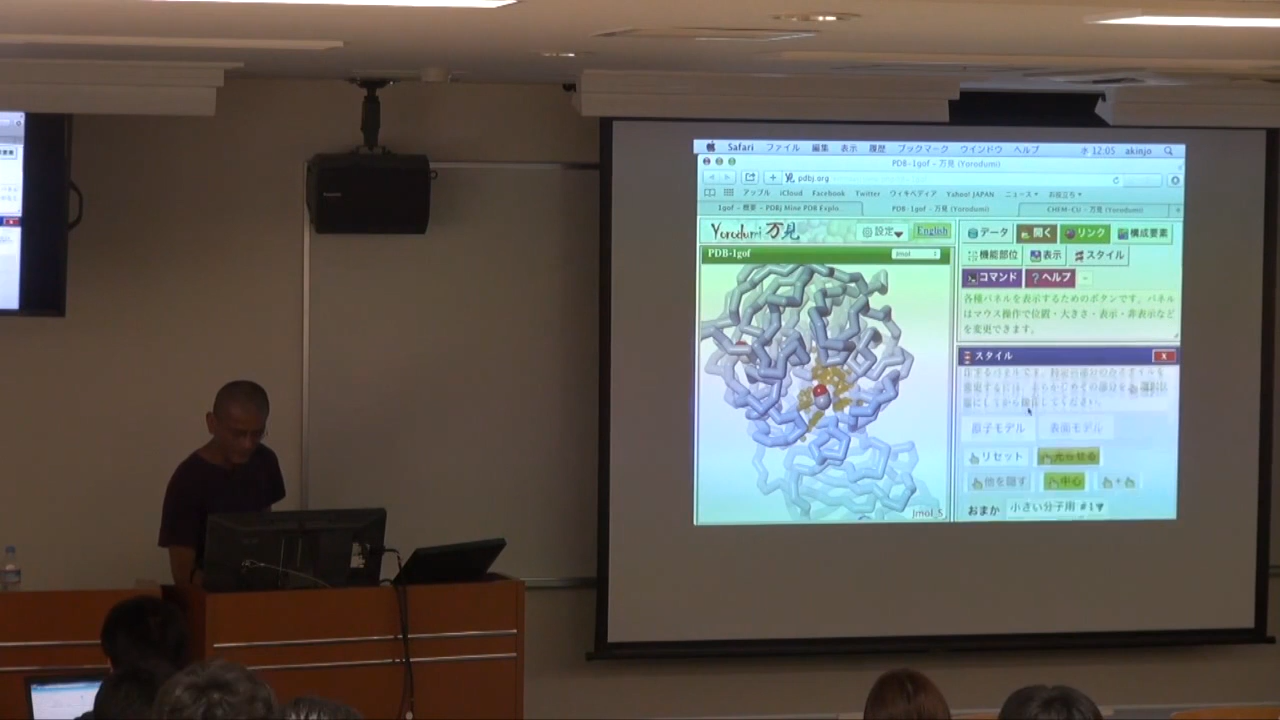 Safari ファイル 編集 表示 履歴 ブックマーク ウインドウ ヘルプ 12:05 akinjo
PDB-1gof - 万見 (Yorodumi)
pdbj.org
アップル iCloud Facebook Twitter ウィキペディア Yahoo! JAPAN ニュース お役立ち
1gof - 概要 - PDBj Mine PDB Explo... PDB-1gof - 万見 (Yorodumi) CHEM-CU - 万見 (Yorodumi)
Yorodumi 万見 設定 English
PDB-1gof Jmol
Jmol_S
データ 開く リンク 構成要素
機能部位 表示 スタイル
コマンド ? ヘルプ -
各種パネルを表示するためのボタンです。パネル
はマウス操作で位置・大きさ・表示・非表示など
を変更できます。
スタイル X
原子モデル 表面モデル
リセット
他を隠す 中心 +
おまか 小さい分子用 #1▼